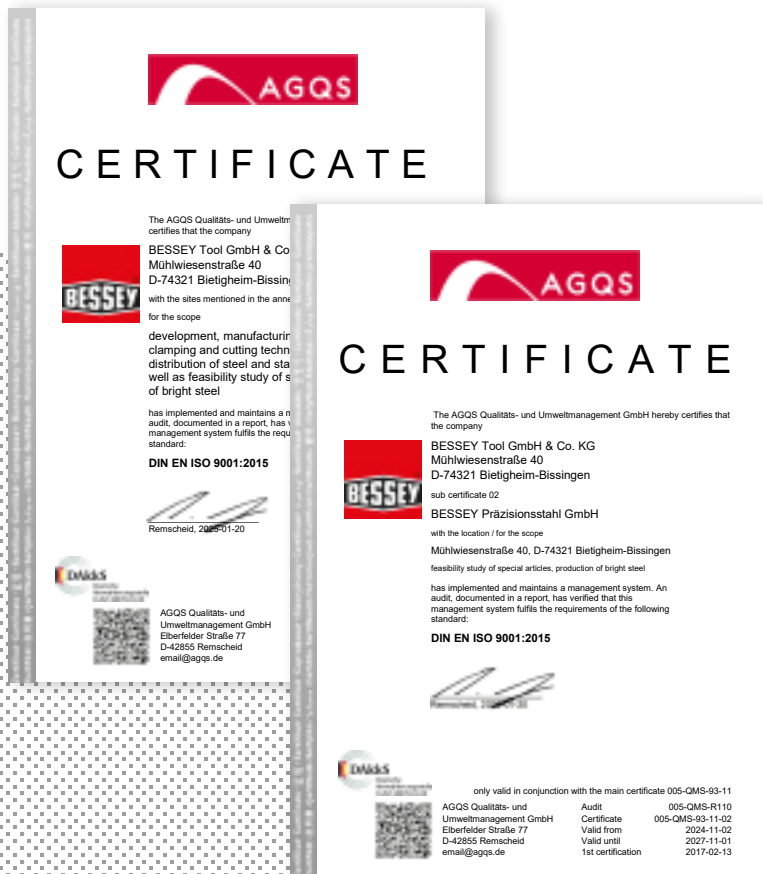 AGQS
CERTIFICATE
The AGQS Qualitäts- und Umweltm
certifies that the company
BESSEY
BESSEY Tool GmbH & Co
Mühlwiesenstraße 40
D-74321 Bietigheim-Bissing
with the sites mentioned in the anne
for the scope
development, manufacturin
clamping and cutting techn
distribution of steel and sta
well as feasibility study of s
of bright steel
has implemented and maintains a m
audit, documented in a report, has v
management system fulfils the requ
standard:
DIN EN ISO 9001:2015
Remscheid, 2025-01-20
DAkkS
AGQS Qualitäts- und
Umweltmanagement GmbH
Elberfelder Straße 77
D-42855 Remscheid
email@agqs.de
AGQS
CERTIFICATE
The AGQS Qualitäts- und Umweltmanagement GmbH hereby certifies that
the company
BESSEY
BESSEY Tool GmbH & Co. KG
Mühlwiesenstraße 40
D-74321 Bietigheim-Bissingen
sub certificate 02
BESSEY Präzisionsstahl GmbH
with the location / for the scope
Mühlwiesenstraße 40, D-74321 Bietigheim-Bissingen
feasibility study of special articles, production of bright steel
has implemented and maintains a management system. An
audit, documented in a report, has verified that this
management system fulfils the requirements of the following
standard:
DIN EN ISO 9001:2015
Remscheid,
DAkkS
only valid in conjunction with the main certificate 005-QMS-93-11
AGQS Qualitäts- und Audit 005-QMS-R110
Umweltmanagement GmbH Certificate 005-QMS-93-11-02
Elberfelder Straße 77 Valid from 2024-11-02
D-42855 Remscheid Valid until 2027-11-01
email@agqs.de 1st certification 2017-02-13